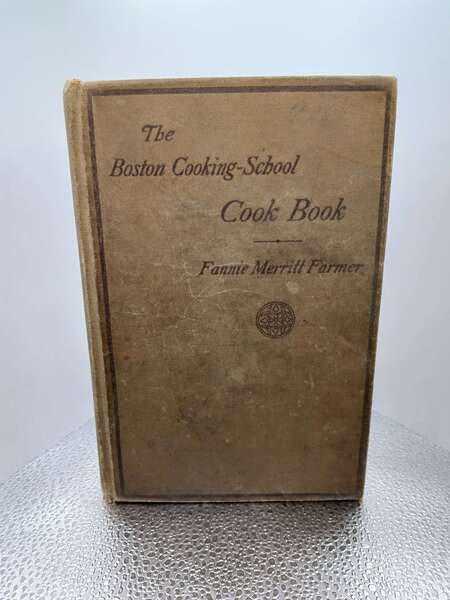 The
Boston Cooking-School
Cook Book
Fannie Merritt Farmer